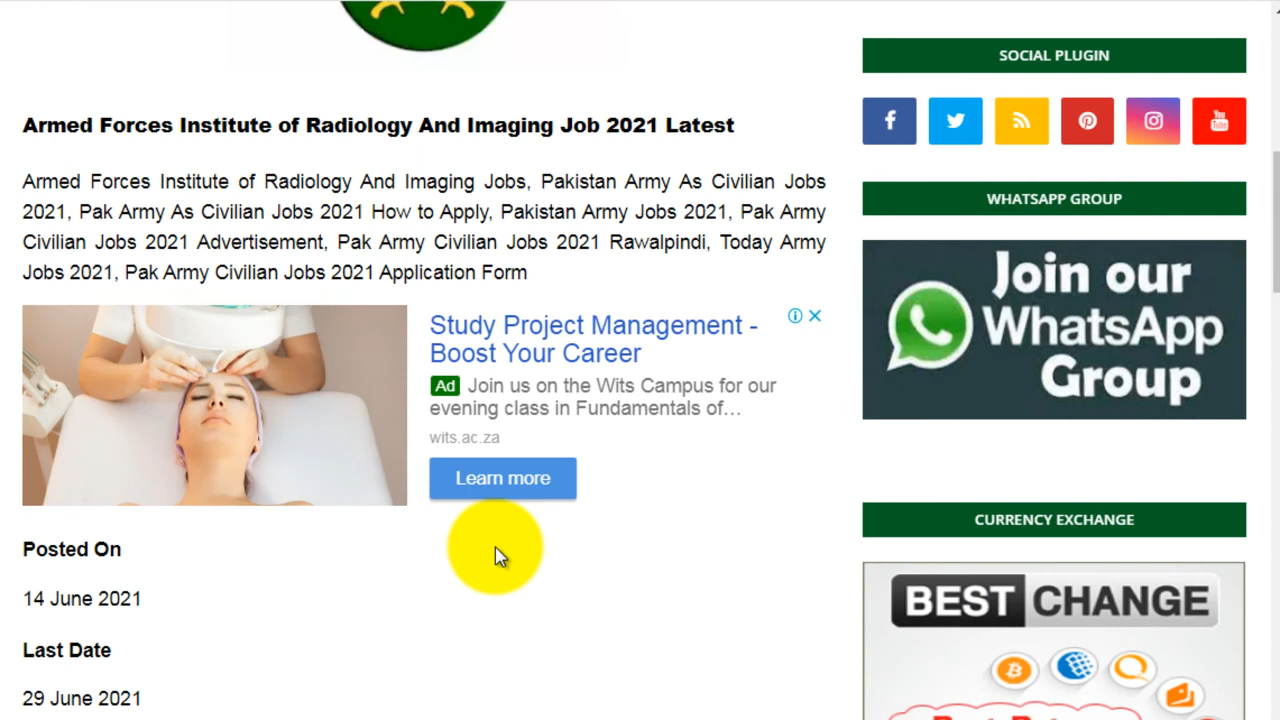 Armed Forces Institute of Radiology And Imaging Job 2021 Latest
Armed Forces Institute of Radiology And Imaging Jobs, Pakistan Army As Civilian Jobs
2021, Pak Army As Civilian Jobs 2021 How to Apply, Pakistan Army Jobs 2021, Pak Army
Civilian Jobs 2021 Advertisement, Pak Army Civilian Jobs 2021 Rawalpindi, Today Army
Jobs 2021, Pak Army Civilian Jobs 2021 Application Form
Study Project Management -
Boost Your Career
Ad Join us on the Wits Campus for our
evening class in Fundamentals of...
wits.ac.za
Learn more
Posted On
14 June 2021
Last Date
29 June 2021
SOCIAL PLUGIN
You
Tube
WHATSAPP GROUP
Join our
WhatsApp
Group
CURRENCY EXCHANGE
BEST CHANGE